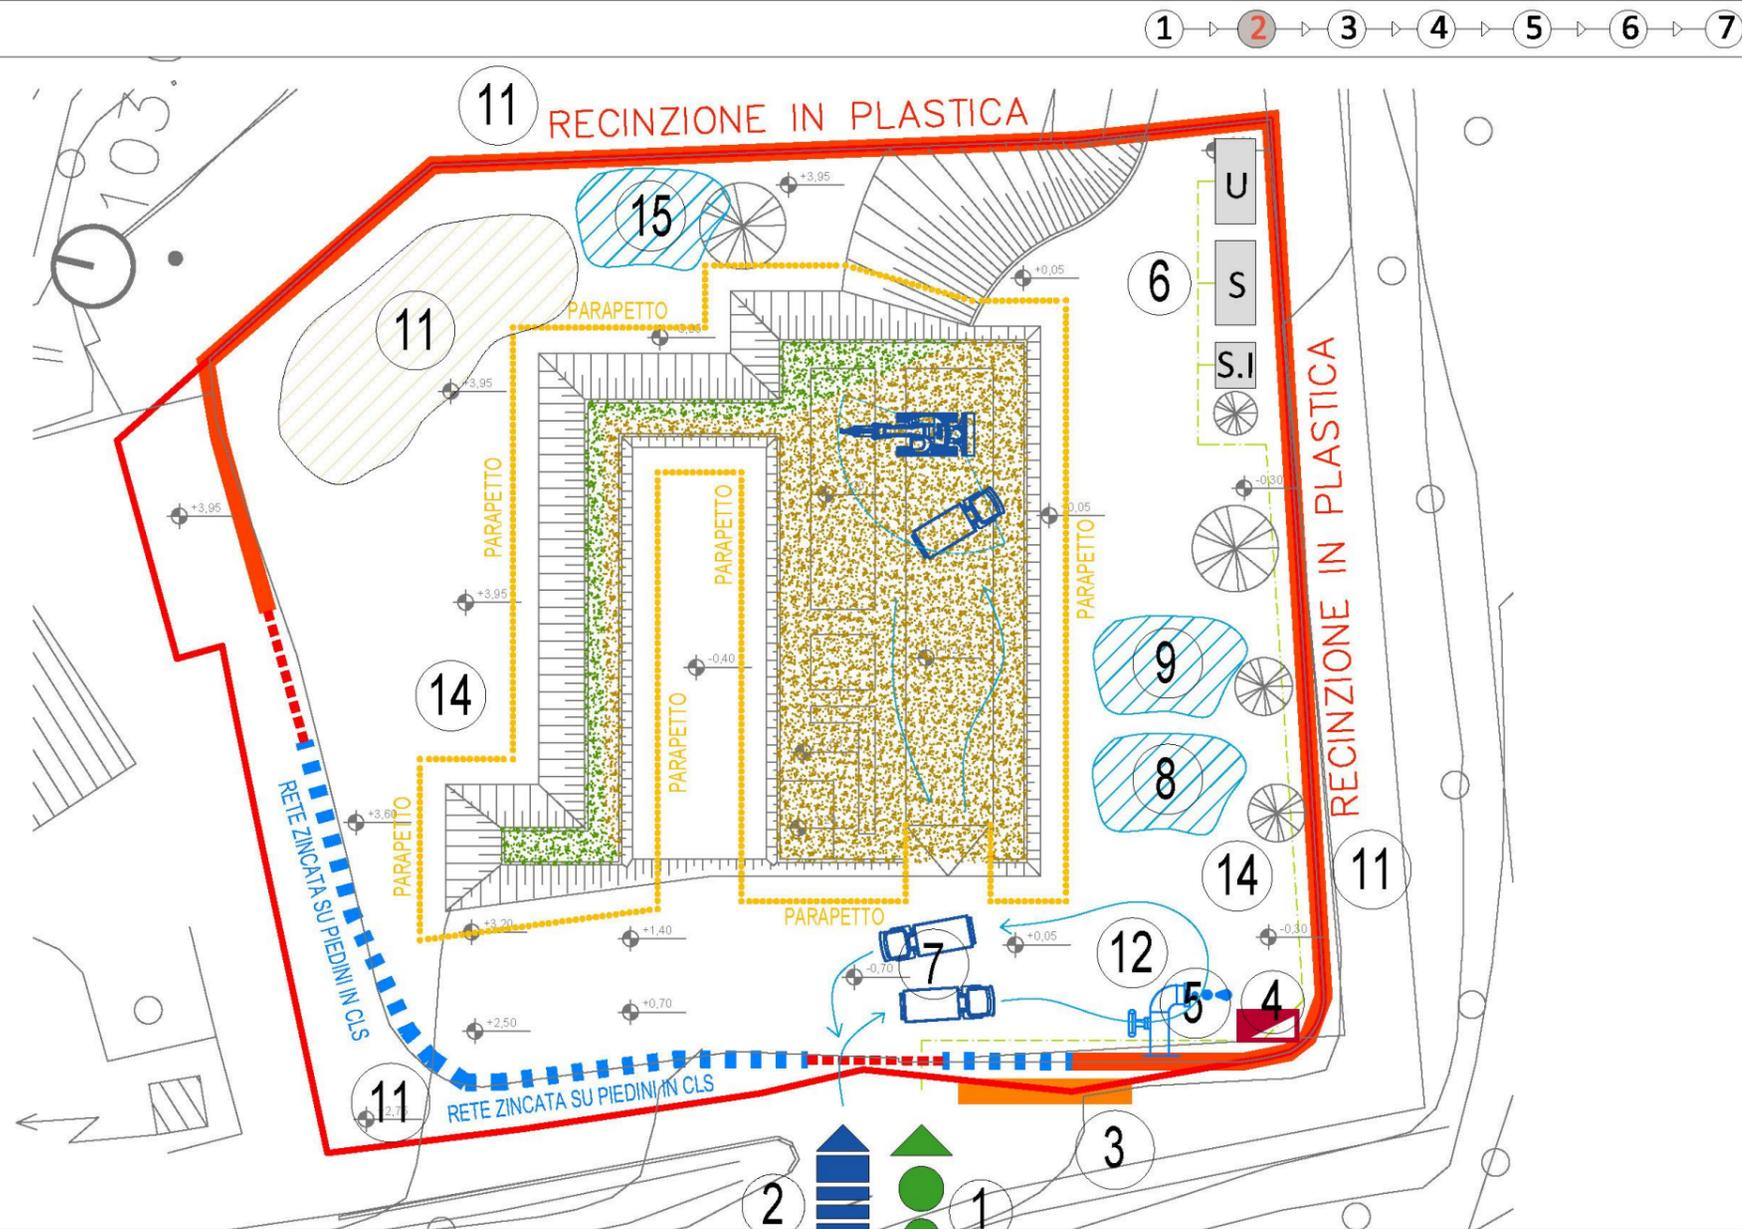 1 2 3 4 5 6 7
103.
11 RECINZIONE IN PLASTICA
U
15
+3,95
S
6
+0,05
PARAPETTO
11
S.I
+3,95
RECINZIONE IN PLASTICA
PARAPETTO
PARAPETTO
-0,30
+3,95
0,05
PARAPETTO
+3,95
9
-0,40
14
PARAPETTO
8
RETE ZINCATA SU PIEDINI IN CLS
+3,60
PARAPETTO
14
11
PARAPETTO
+3,20
+1,40
+0,05
-0,30
12
7
-0,70
5
4
+0,70
+2,50
RETE ZINCATA SU PIEDINI IN CLS
11
3
2
1